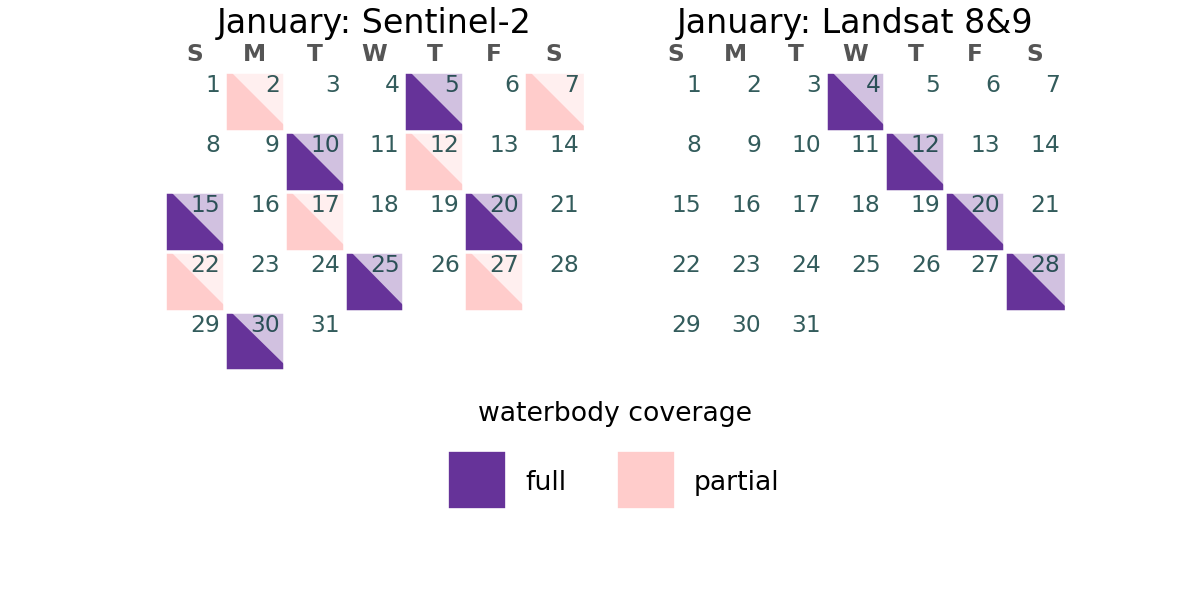 January: Sentinel-2
S M T W T F S
1 2 3 4 5 6 7
8 9 10 11 12 13 14
15 16 17 18 19 20 21
22 23 24 25 26 27 28
29 30 31
January: Landsat 8&9
S M T W T F S
1 2 3 4 5 6 7
8 9 10 11 12 13 14
15 16 17 18 19 20 21
22 23 24 25 26 27 28
29 30 31
waterbody coverage
full
partial